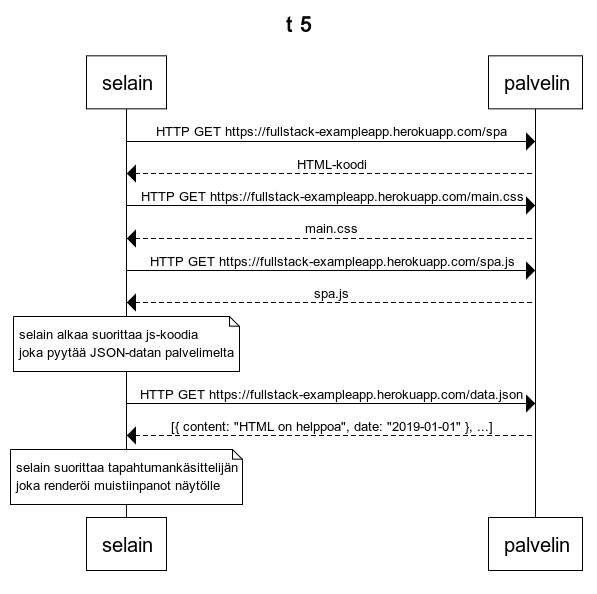 t 5
selain
palvelin
HTTP GET https://fullstack-exampleapp.herokuapp.com/spa
HTML-koodi
HTTP GET https://fullstack-exampleapp.herokuapp.com/main.css
main.css
HTTP GET https://fullstack-exampleapp.herokuapp.com/spa.js
spa.js
selain alkaa suorittaa js-koodia
joka pyytää JSON-datan palvelimelta
HTTP GET https://fullstack-exampleapp.herokuapp.com/data.json
[{ content: "HTML on helppoa", date: "2019-01-01" }, ...]
selain suorittaa tapahtumankäsittelijän
joka renderöi muistiinpanot näytölle
selain
palvelin